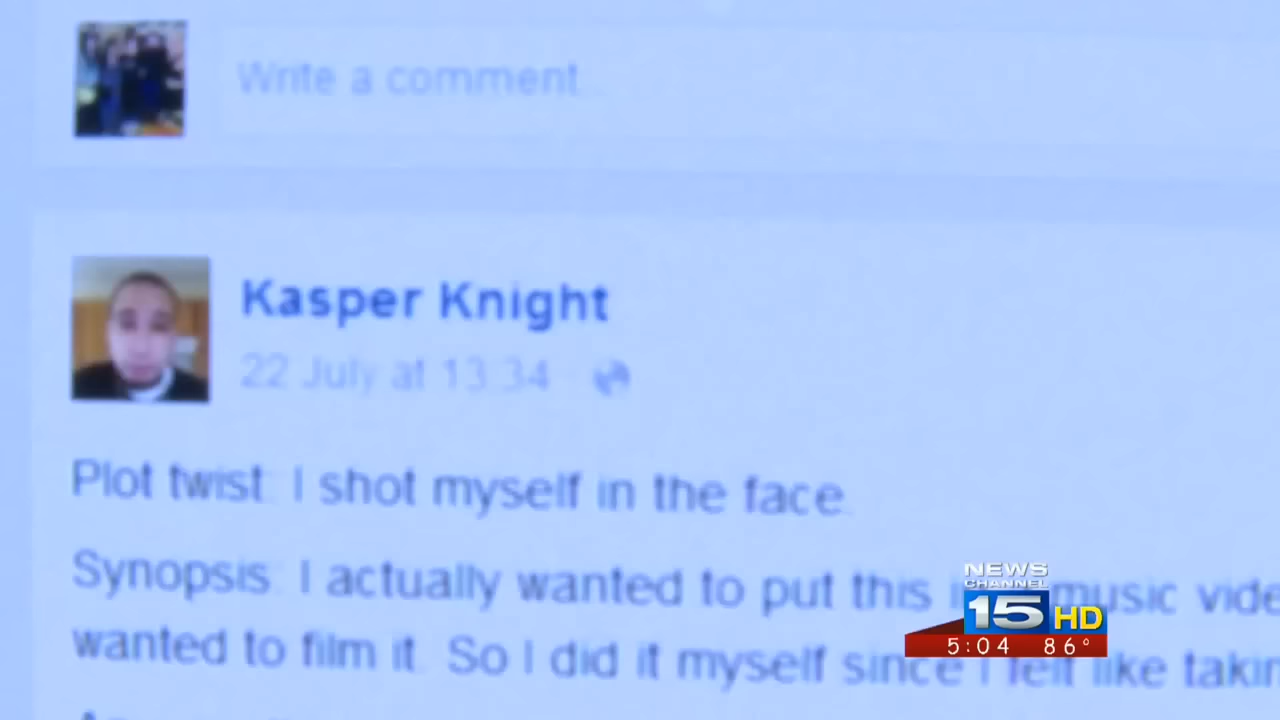 Write a comment...
Kasper Knight
22 July at 13:34
Plot twist: I shot myself in the face.
Synopsis: I actually wanted to put this music
wanted to film it. So I did it myself since I felt like
NEWS
CHANNEL
15 HD
5:04 86°